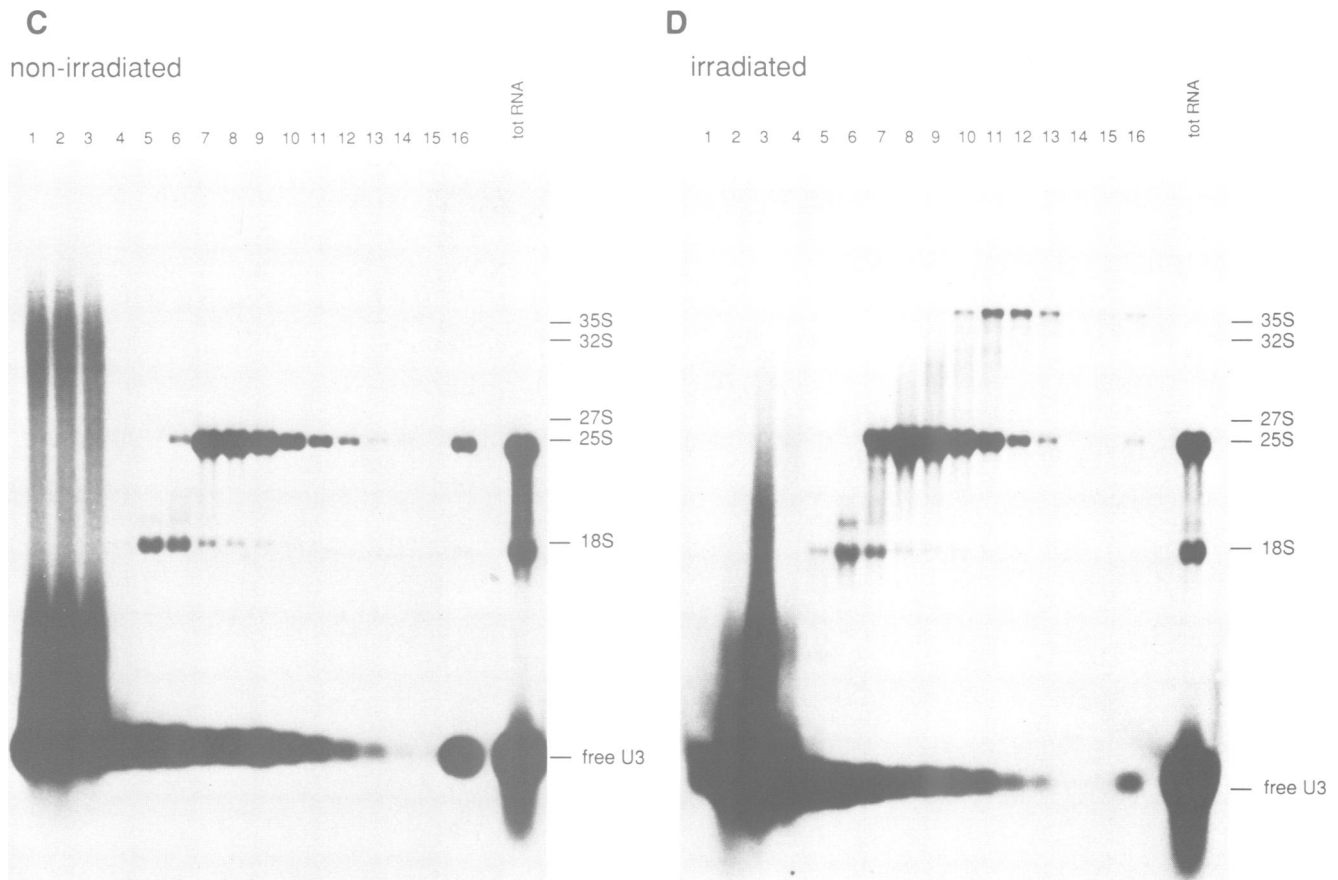 C
non-irradiated
1 2 3 4 5 6 7 8 9 10 11 12 13 14 15 16 tot RNA
35S
32S
27S
25S
18S
free U3
D
irradiated
1 2 3 4 5 6 7 8 9 10 11 12 13 14 15 16 tot RNA
35S
32S
27S
25S
18S
free U3